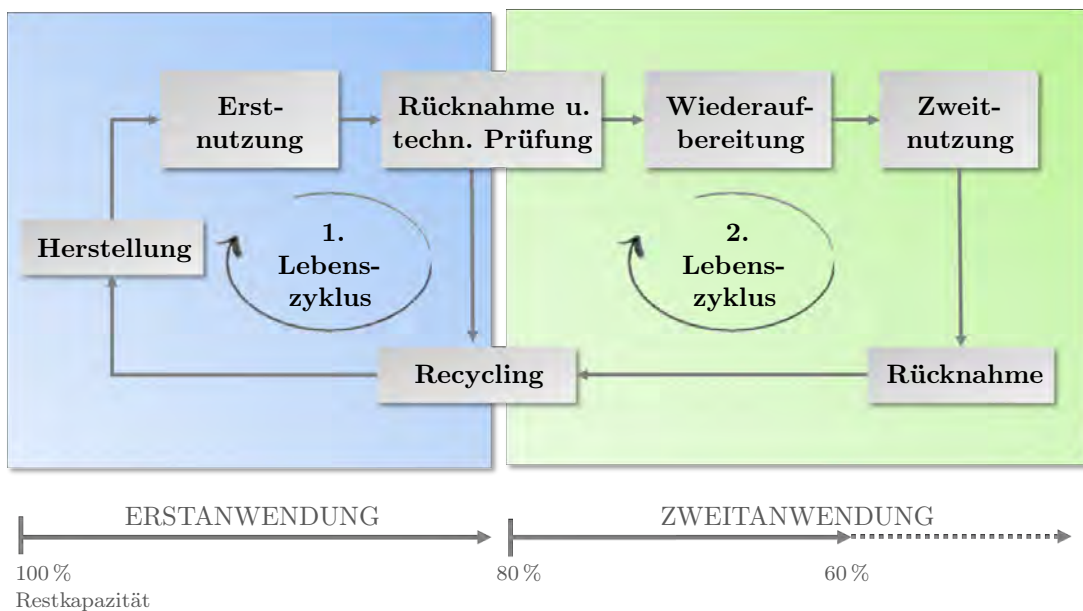 Erst-
nutzung
Rücknahme u.
techn. Prüfung
Wiederauf-
bereitung
Zweit-
nutzung
Herstellung
1.
Lebens-
zyklus
2.
Lebens-
zyklus
Recycling
Rücknahme
ERSTANWENDUNG
ZWEITANWENDUNG
100 %
Restkapazität
80 %
60 %